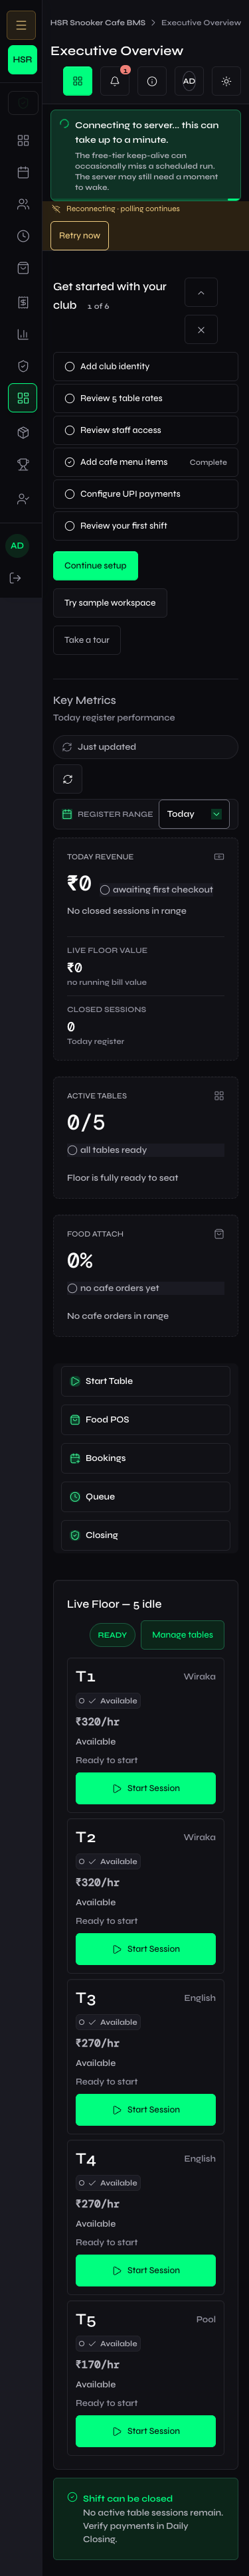 HSR Snooker Cafe BMS > Executive Overview
HSR
Executive Overview
1
AD
Connecting to server... this can
take up to a minute.
The free-tier keep-alive can
occasionally miss a scheduled run.
The server may still need a moment
to wake.
Reconnecting · polling continues
Retry now
Get started with your
club 1 of 6
Add club identity
Review 5 table rates
Review staff access
Add cafe menu items Complete
Configure UPI payments
Review your first shift
AD
Continue setup
Try sample workspace
Take a tour
Key Metrics
Today register performance
Just updated
REGISTER RANGE Today
TODAY REVENUE
₹0 awaiting first checkout
No closed sessions in range
LIVE FLOOR VALUE
₹0
no running bill value
CLOSED SESSIONS
0
Today register
ACTIVE TABLES
0/5
all tables ready
Floor is fully ready to seat
FOOD ATTACH
0%
no cafe orders yet
No cafe orders in range
Start Table
Food POS
Bookings
Queue
Closing
Live Floor — 5 idle
READY Manage tables
T1 Wiraka
Available
₹320/hr
Available
Ready to start
Start Session
T2 Wiraka
Available
₹320/hr
Available
Ready to start
Start Session
T3 English
Available
₹270/hr
Available
Ready to start
Start Session
T4 English
Available
₹270/hr
Available
Ready to start
Start Session
T5 Pool
Available
₹170/hr
Available
Ready to start
Start Session
Shift can be closed
No active table sessions remain.
Verify payments in Daily
Closing.